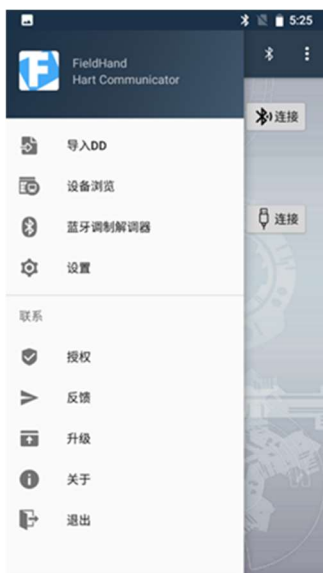 5:25
FieldHand
Hart Communicator
导入DD
设备浏览
蓝牙调制解调器
设置
联系
授权
反馈
升级
关于
退出
连接
连接